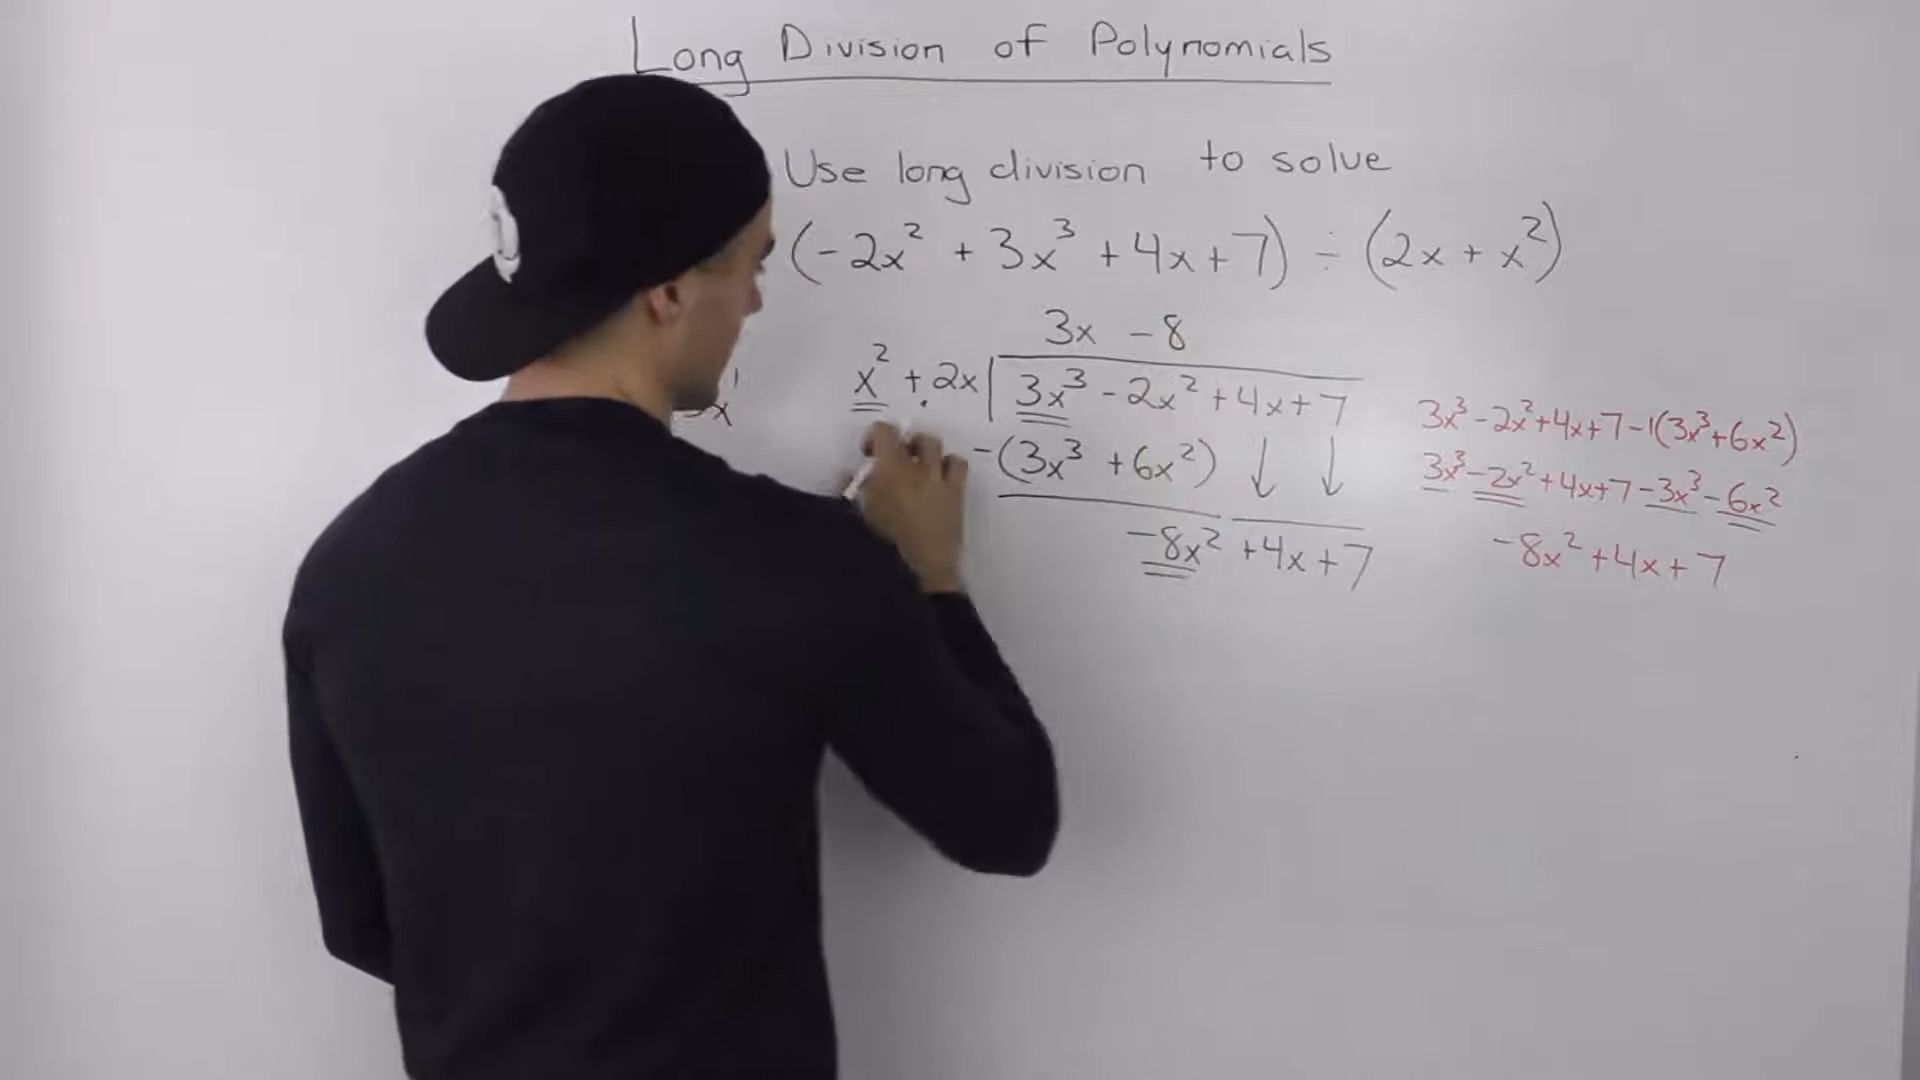 Long Division of Polynomials
Use long division to solve
(-2x² + 3x³ + 4x + 7) ÷ (2x + x²)
3x - 8
x² + 2x 3x³ - 2x² + 4x + 7
-(3x³ + 6x²) ↓ ↓
-8x² + 4x + 7
3x³ - 2x² + 4x + 7 - 1(3x³ + 6x²)
3x³ - 2x² + 4x + 7 - 3x³ - 6x²
-8x² + 4x + 7